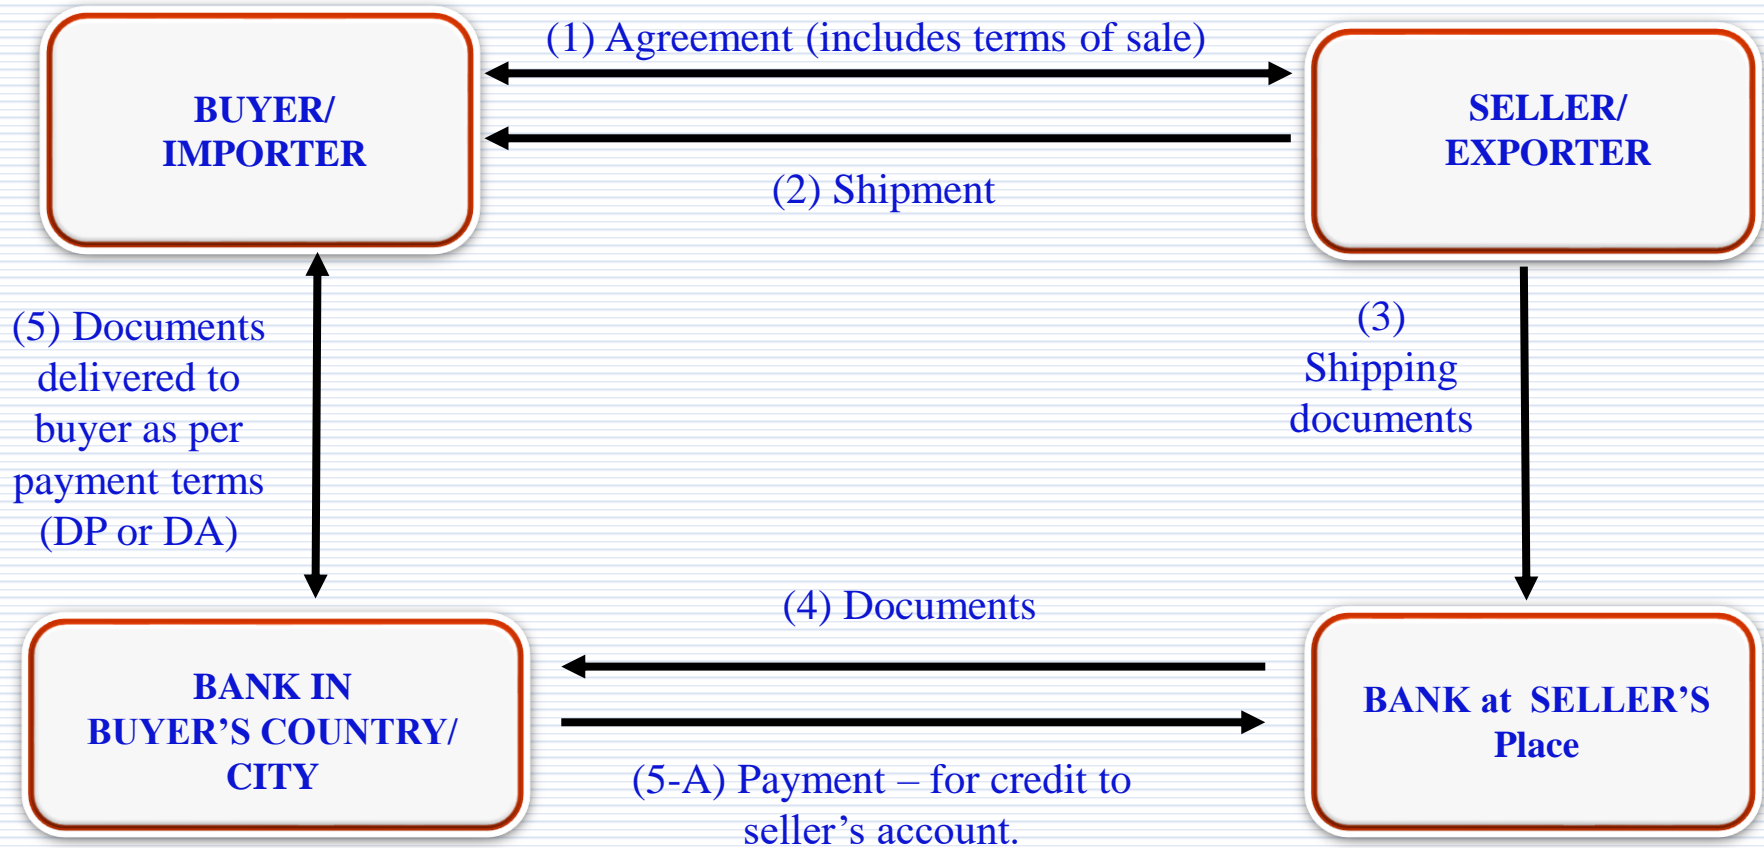 (1) Agreement (includes terms of sale)
BUYER/
IMPORTER
SELLER/
EXPORTER
(2) Shipment
(5) Documents
delivered to
buyer as per
payment terms
(DP or DA)
(3)
Shipping
documents
(4) Documents
BANK IN
BUYER’S COUNTRY/
CITY
BANK at SELLER’S
Place
(5-A) Payment – for credit to
seller’s account.